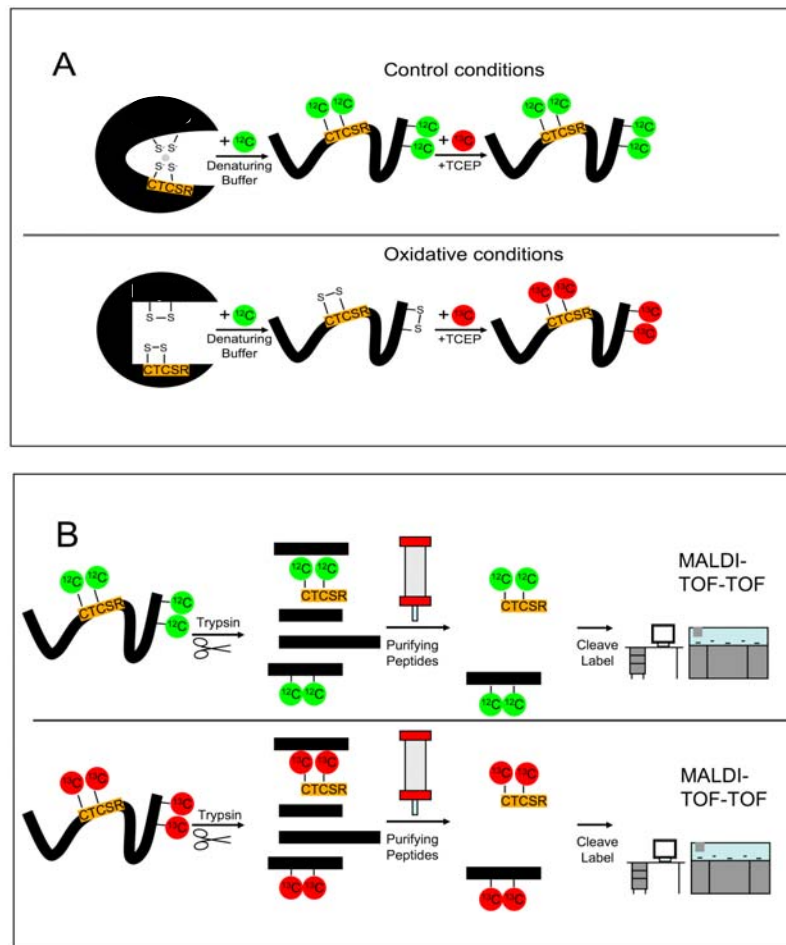 A
Control conditions
S S
S S
CTCSR
+ ¹²C
Denaturing
Buffer
¹²C ¹²C
CTCSR
¹²C
¹²C
+ ¹³C
+TCEP
¹²C ¹²C
CTCSR
¹²C
¹²C
Oxidative conditions
S-S
S-S
CTCSR
+ ¹²C
Denaturing
Buffer
S-S
CTCSR
S
S
+ ¹³C
+TCEP
¹³C ¹³C
CTCSR
¹³C
¹³C
B
¹²C ¹²C
CTCSR
¹²C
¹²C
Trypsin
¹²C ¹²C
CTCSR
¹²C ¹²C
Purifying
Peptides
¹²C ¹²C
CTCSR
¹²C ¹²C
Cleave
Label
MALDI-
TOF-TOF
¹³C ¹³C
CTCSR
¹³C
¹³C
Trypsin
¹³C ¹³C
CTCSR
¹³C ¹³C
Purifying
Peptides
¹³C ¹³C
CTCSR
¹³C ¹³C
Cleave
Label
MALDI-
TOF-TOF